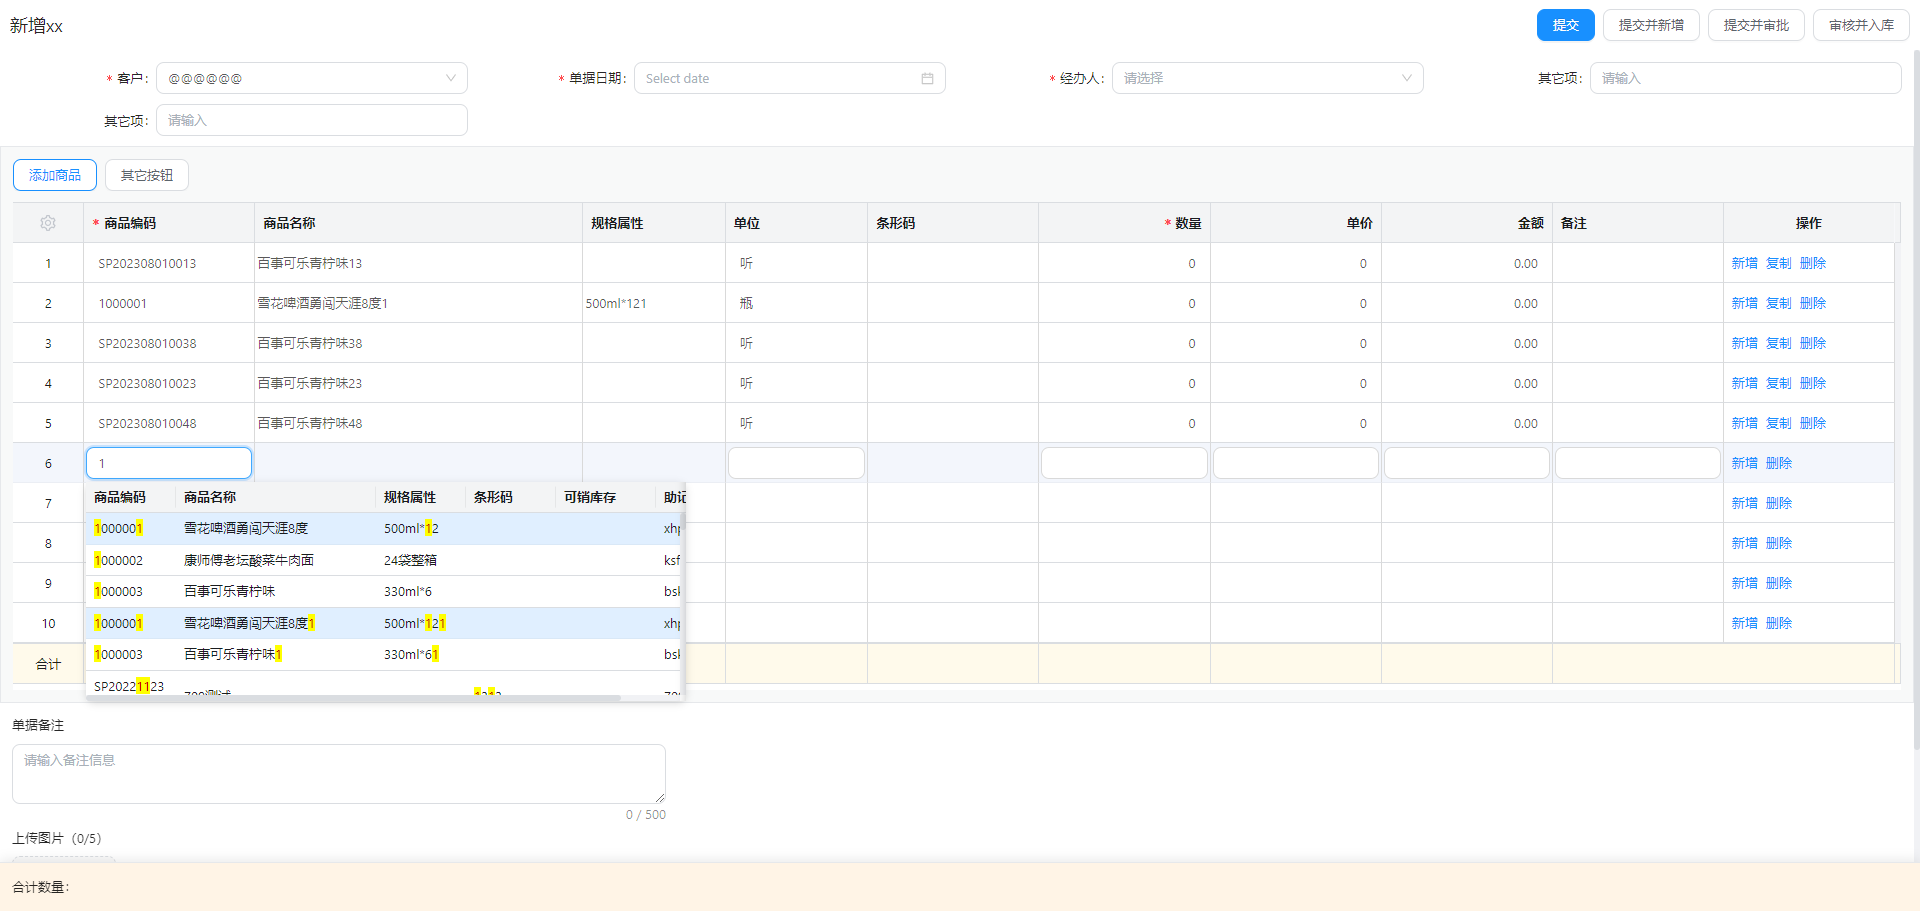 新增xx
提交 提交并新增 提交并审批 审核并入库
* 客户: @@@@@@ * 单据日期: Select date * 经办人: 请选择 其它项: 请输入
其它项: 请输入
添加商品 其它按钮
* 商品编码 商品名称 规格属性 单位 条形码 * 数量 单价 金额 备注 操作
1 SP202308010013 百事可乐青柠味13 听 0 0 0.00 新增 复制 删除
2 1000001 雪花啤酒勇闯天涯8度1 500ml*121 瓶 0 0 0.00 新增 复制 删除
3 SP202308010038 百事可乐青柠味38 听 0 0 0.00 新增 复制 删除
4 SP202308010023 百事可乐青柠味23 听 0 0 0.00 新增 复制 删除
5 SP202308010048 百事可乐青柠味48 听 0 0 0.00 新增 复制 删除
6 1 新增 删除
商品编码 商品名称 规格属性 条形码 可销库存 助记
7 新增 删除
1000001 雪花啤酒勇闯天涯8度 500ml*12 xhp
8 新增 删除
1000002 康师傅老坛酸菜牛肉面 24袋整箱 ksf
9 新增 删除
1000003 百事可乐青柠味 330ml*6 bsk
10 新增 删除
1000001 雪花啤酒勇闯天涯8度1 500ml*121 xhp
1000003 百事可乐青柠味1 330ml*61 bsk
合计
SP20221123
单据备注
请输入备注信息
0 / 500
上传图片 (0/5)
合计数量: